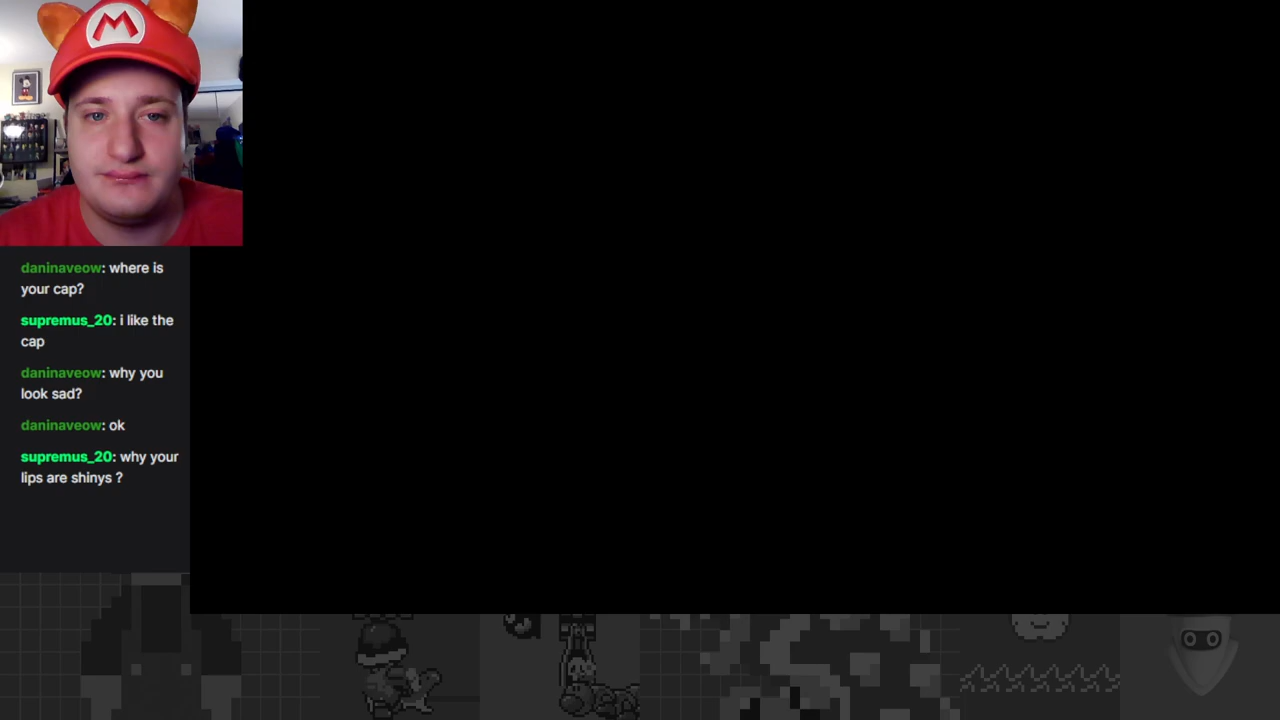 M
daninaveow: where is
your cap?
supremus_20: i like the
cap
daninaveow: why you
look sad?
daninaveow: ok
supremus_20: why your
lips are shinys ?